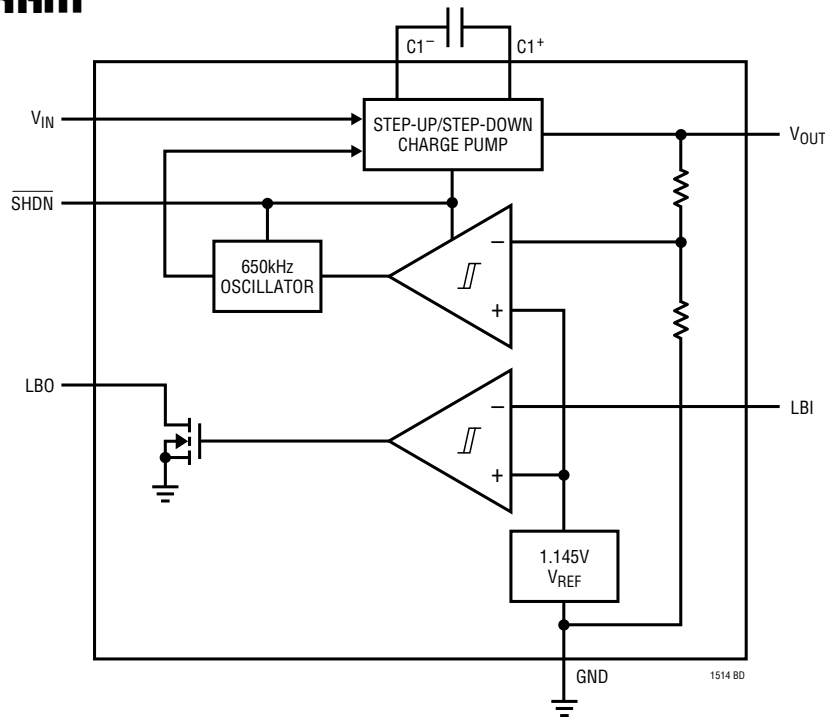 C1⁻
C1⁺
V_IN
STEP-UP/STEP-DOWN
CHARGE PUMP
V_OUT
S̅H̅D̅N̅
−
650kHz
OSCILLATOR
+
LBO
−
LBI
+
1.145V
V_REF
GND
1514 BD